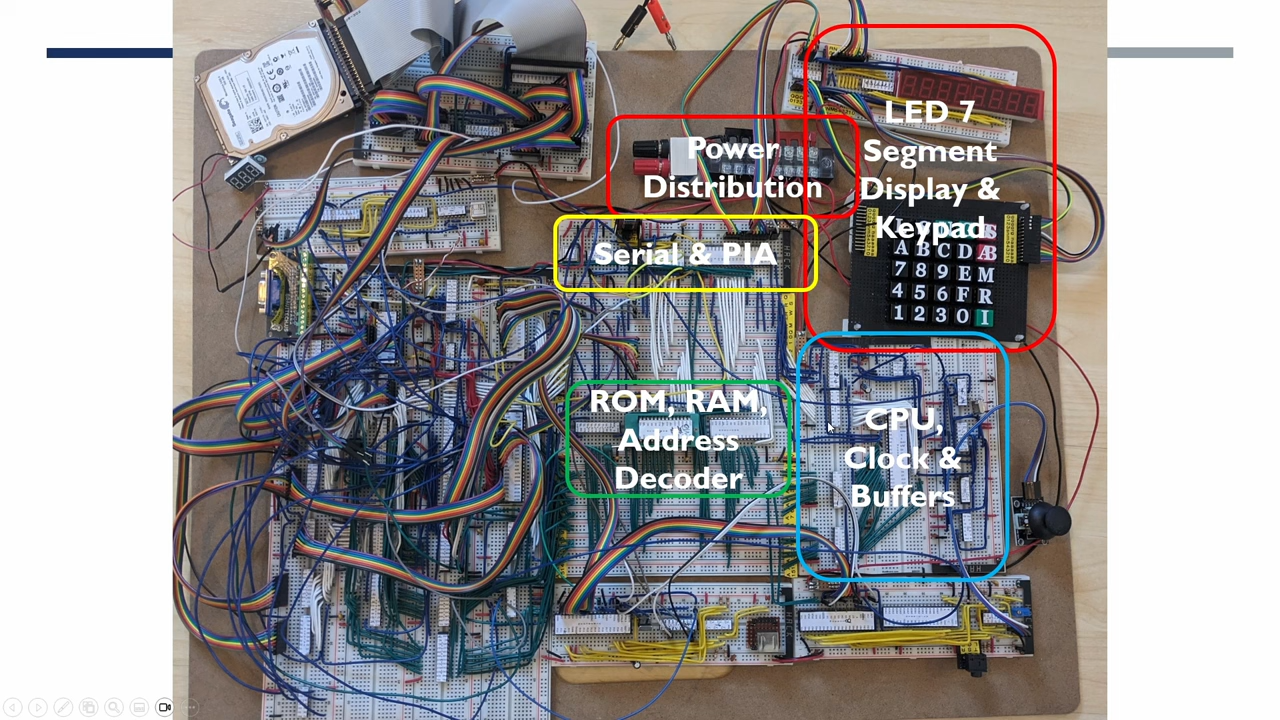 LED 7
Segment
Display &
Keypad
Power
Distribution
Serial & PIA
A B C D AB
7 8 9 E M
4 5 6 F R
1 2 3 0 I
ROM, RAM,
Address
Decoder
CPU,
Clock &
Buffers